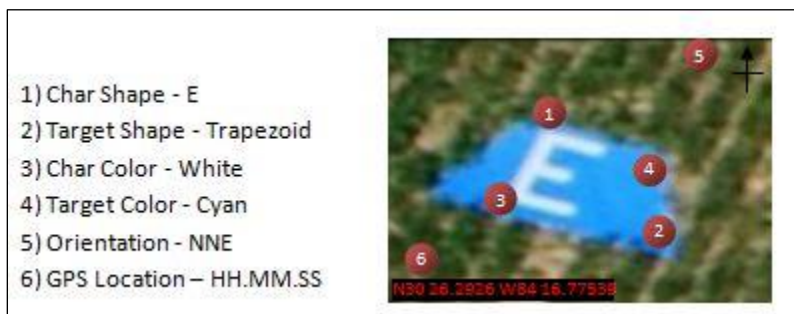 1) Char Shape - E
2) Target Shape - Trapezoid
3) Char Color - White
4) Target Color - Cyan
5) Orientation - NNE
6) GPS Location – HH.MM.SS
5
1
E
4
3
2
6
N30 26.2926 W84 16.77539